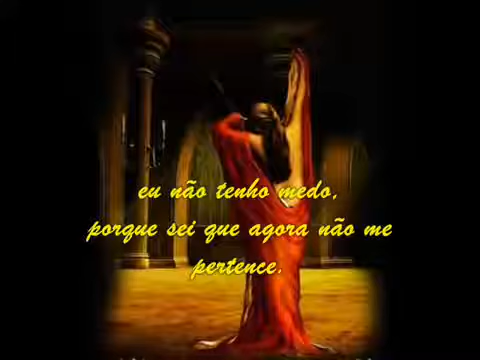 eu não tenho medo,
porque sei que agora não me
pertence.